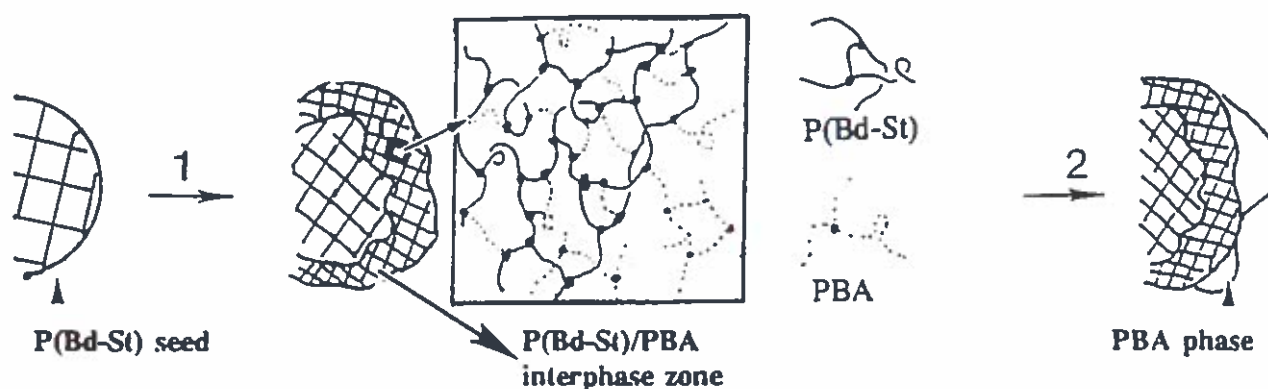 1
P(Bd-St)
PBA
2
P(Bd-St) seed
P(Bd-St)/PBA
interphase zone
PBA phase